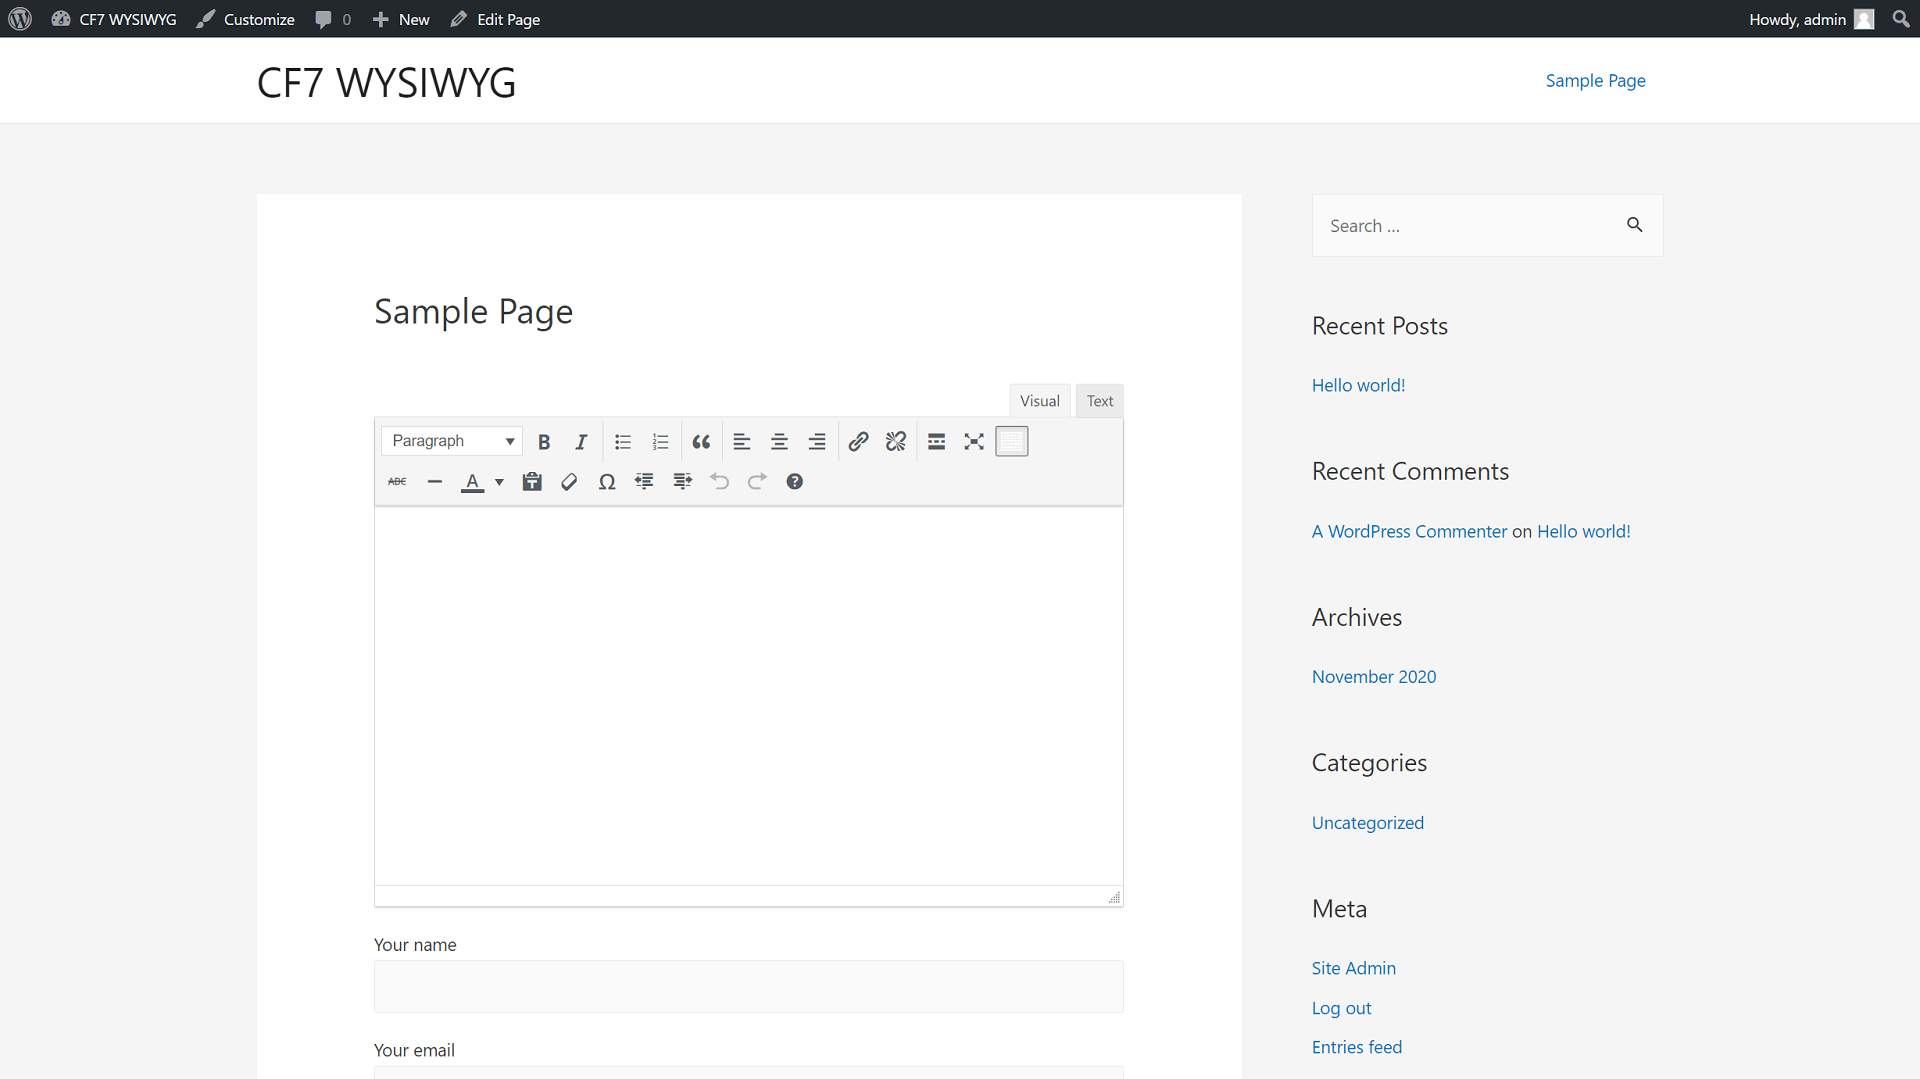 CF7 WYSIWYG Customize 0 New Edit Page Howdy, admin
CF7 WYSIWYG
Sample Page
Sample Page
Visual Text
Paragraph B I
ABC A Ω
Your name
Your email
Search ...
Recent Posts
Hello world!
Recent Comments
A WordPress Commenter on Hello world!
Archives
November 2020
Categories
Uncategorized
Meta
Site Admin
Log out
Entries feed